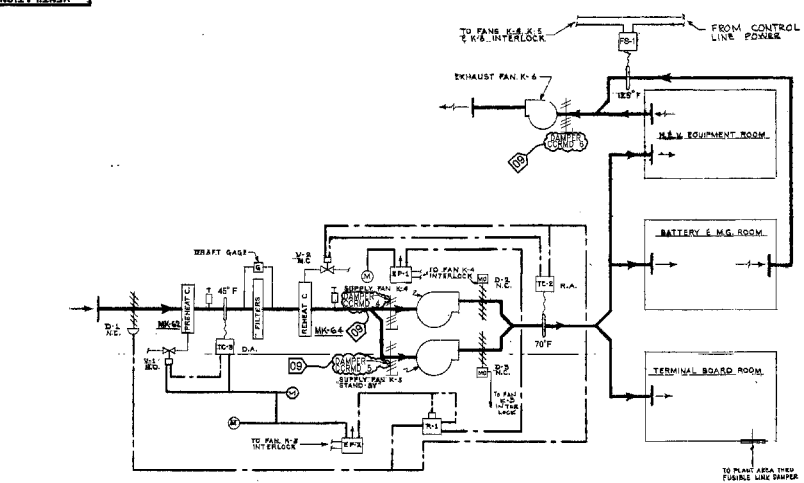 TO FANS K-4, K-5
& K-6 INTERLOCK
FS-1
FROM CONTROL
LINE POWER
EXHAUST FAN K-6
125° F
DAMPER
CCRMD 6
09
H.&V. EQUIPMENT ROOM
BATTERY & M.G. ROOM
TERMINAL BOARD ROOM
TO PLANT AREA THRU
FUSIBLE LINK DAMPER
DRAFT GAGE
G
V-2
N.C.
EP-1
TO FAN K-4
INTERLOCK
MO
D-2
N.C.
TC-2
R.A.
T
45° F
PREHEAT C.
FILTERS
REHEAT C
T
SUPPLY FAN K-4
DAMPER
CCRMD 4
09
MK-62
MK-64
D-1
N.C.
V-1
N.O.
TC-3
D.A.
09
DAMPER
CCRMD 5
SUPPLY FAN K-5
"STAND-BY"
MO
D-3
N.C.
70°F
TO FAN
K-5
INTER
LOCK
M
M
M
TO FAN K-5
INTERLOCK
EP-2
R-1